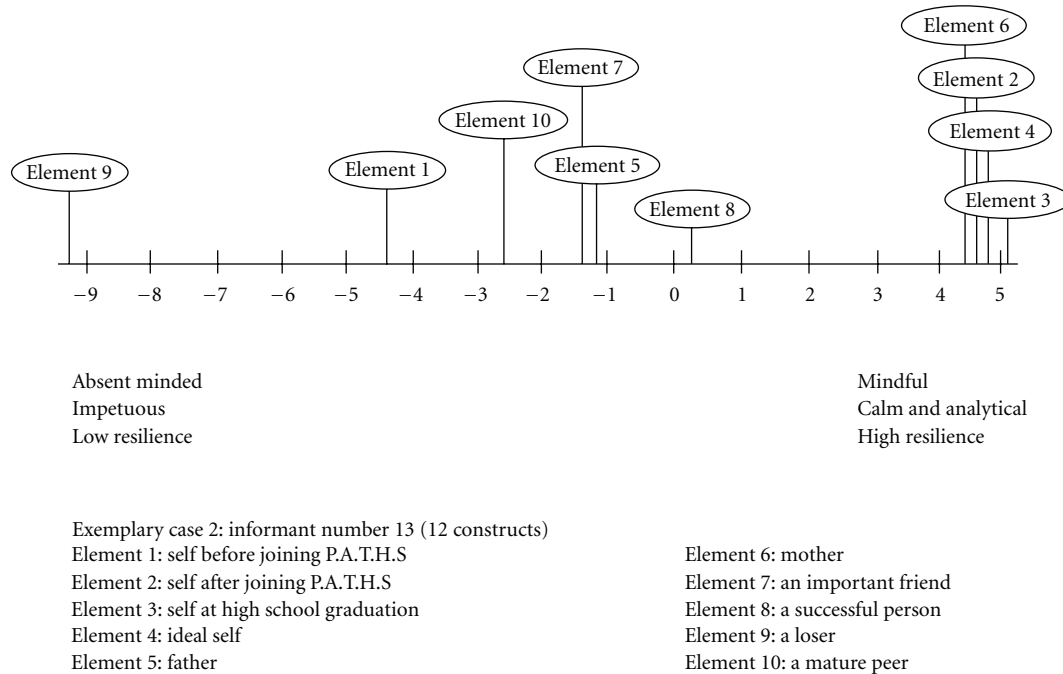 Element 6
Element 7
Element 2
Element 10
Element 4
Element 9
Element 1
Element 5
Element 8
Element 3
−9 −8 −7 −6 −5 −4 −3 −2 −1 0 1 2 3 4 5
Absent minded
Impetuous
Low resilience
Mindful
Calm and analytical
High resilience
Exemplary case 2: informant number 13 (12 constructs)
Element 1: self before joining P.A.T.H.S
Element 2: self after joining P.A.T.H.S
Element 3: self at high school graduation
Element 4: ideal self
Element 5: father
Element 6: mother
Element 7: an important friend
Element 8: a successful person
Element 9: a loser
Element 10: a mature peer